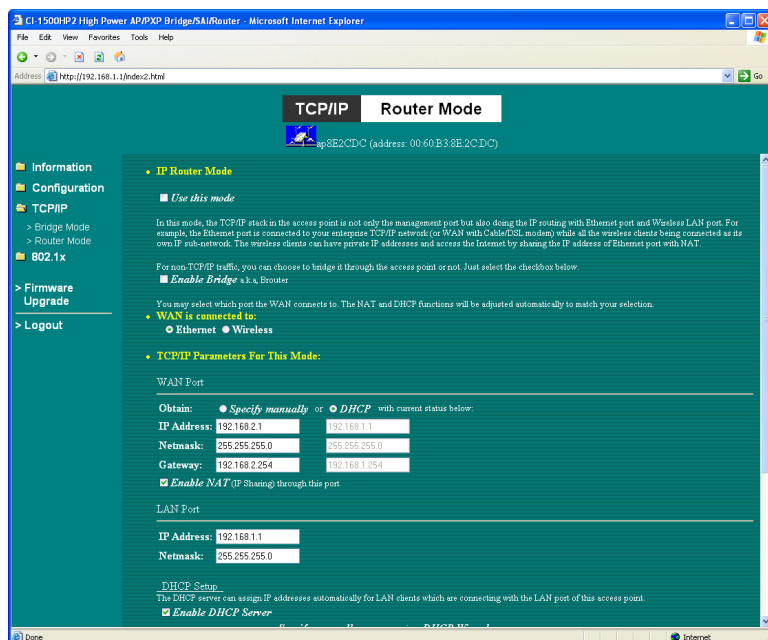 CI-1500HP2 High Power AP/PXP Bridge/SAI/Router - Microsoft Internet Explorer
File Edit View Favorites Tools Help
Address http://192.168.1.1/index2.html Go
TCP/IP Router Mode
ap8E2CDC (address: 00:60:B3:8E:2C:DC)
Information
Configuration
TCP/IP
> Bridge Mode
> Router Mode
802.1x
> Firmware
Upgrade
> Logout
IP Router Mode
Use this mode
In this mode, the TCP/IP stack in the access point is not only the management port but also doing the IP routing with Ethernet port and Wireless LAN port. For
example, the Ethernet port is connected to your enterprise TCP/IP network (or WAN with Cable/DSL modem) while all the wireless clients being connected as its
own IP sub-network. The wireless clients can have private IP addresses and access the Internet by sharing the IP address of Ethernet port with NAT.
For non-TCP/IP traffic, you can choose to bridge it through the access point or not. Just select the checkbox below.
Enable Bridge a.k.a, Brouter
You may select which port the WAN connects to. The NAT and DHCP functions will be adjusted automatically to match your selection.
WAN is connected to:
Ethernet Wireless
TCP/IP Parameters For This Mode:
WAN Port
Obtain: Specify manually or DHCP with current status below:
IP Address: 192.168.2.1 192.168.1.1
Netmask: 255.255.255.0 255.255.255.0
Gateway: 192.168.2.254 192.168.1.254
Enable NAT (IP Sharing) through this port
LAN Port
IP Address: 192.168.1.1
Netmask: 255.255.255.0
DHCP Setup
The DHCP server can assign IP addresses automatically for LAN clients which are connecting with the LAN port of this access point.
Enable DHCP Server
Done Internet